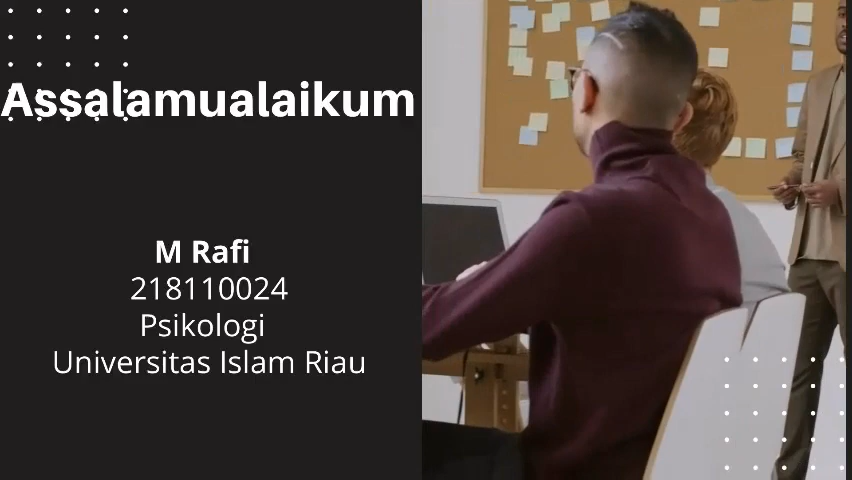 Assalamualaikum
M Rafi
218110024
Psikologi
Universitas Islam Riau